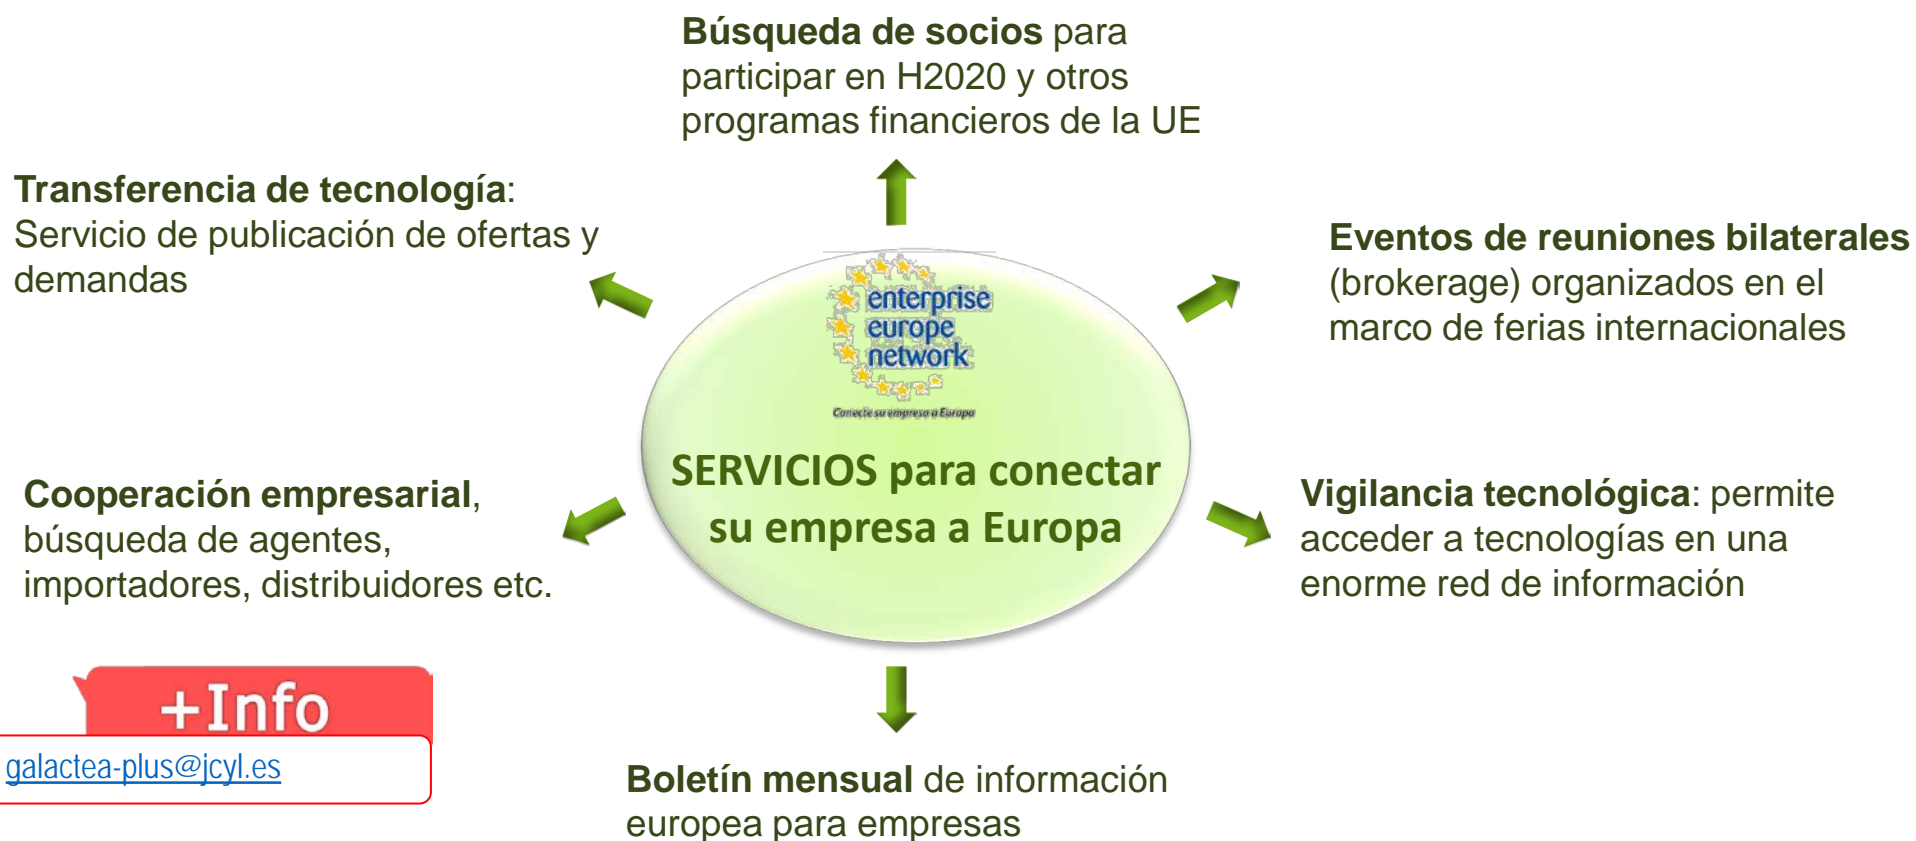 Búsqueda de socios para
participar en H2020 y otros
programas financieros de la UE
Transferencia de tecnología:
Servicio de publicación de ofertas y
demandas
Eventos de reuniones bilaterales
(brokerage) organizados en el
marco de ferias internacionales
enterprise
europe
network
Conecte su empresa a Europa
SERVICIOS para conectar
su empresa a Europa
Cooperación empresarial,
búsqueda de agentes,
importadores, distribuidores etc.
Vigilancia tecnológica: permite
acceder a tecnologías en una
enorme red de información
+Info
galactea-plus@jcyl.es
Boletín mensual de información
europea para empresas